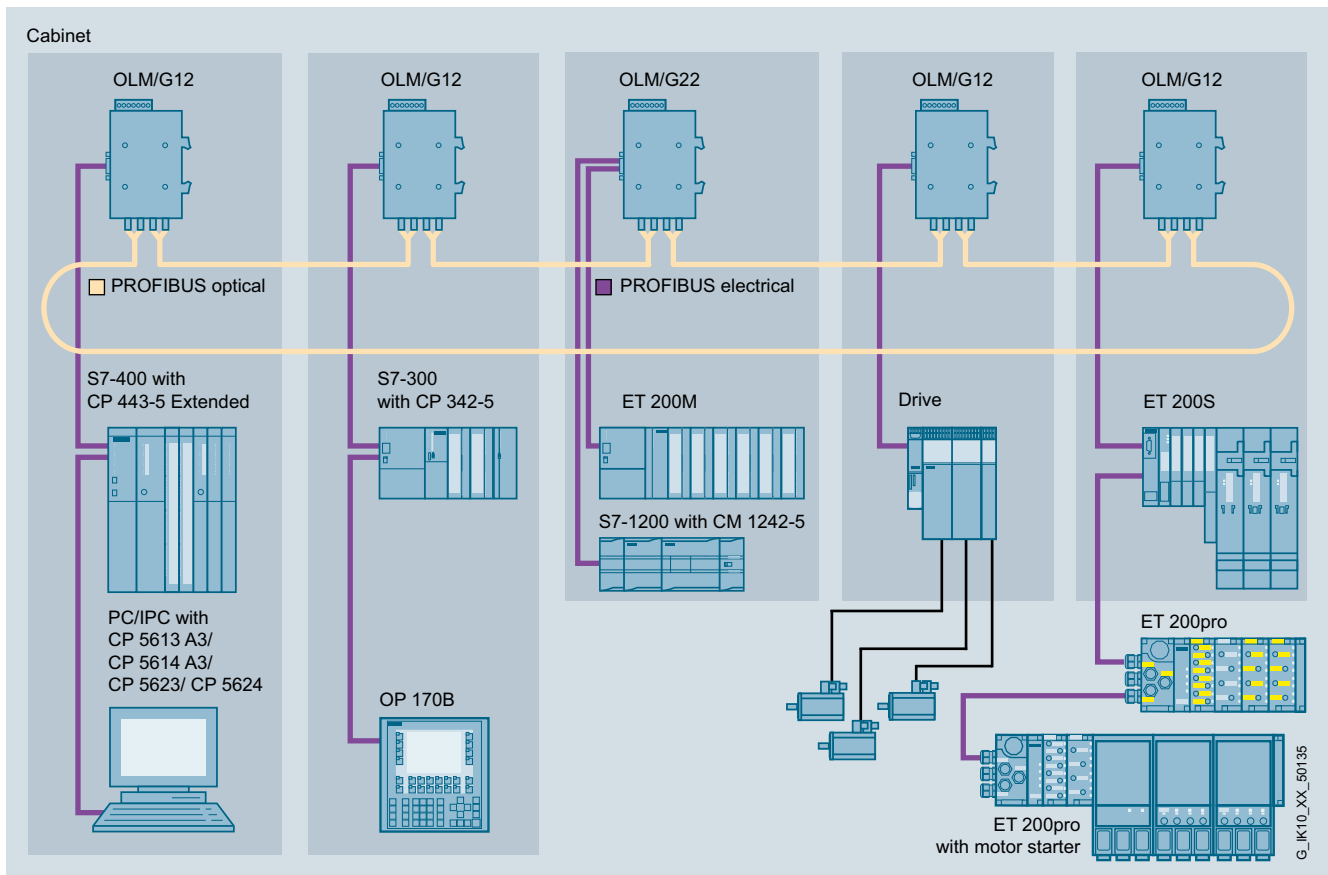 Cabinet
OLM/G12
OLM/G12
OLM/G22
OLM/G12
OLM/G12
PROFIBUS optical
PROFIBUS electrical
S7-400 with
CP 443-5 Extended
S7-300
with CP 342-5
ET 200M
Drive
ET 200S
S7-1200 with CM 1242-5
PC/IPC with
CP 5613 A3/
CP 5614 A3/
CP 5623/ CP 5624
OP 170B
ET 200pro
ET 200pro
with motor starter
G_IK10_XX_50135